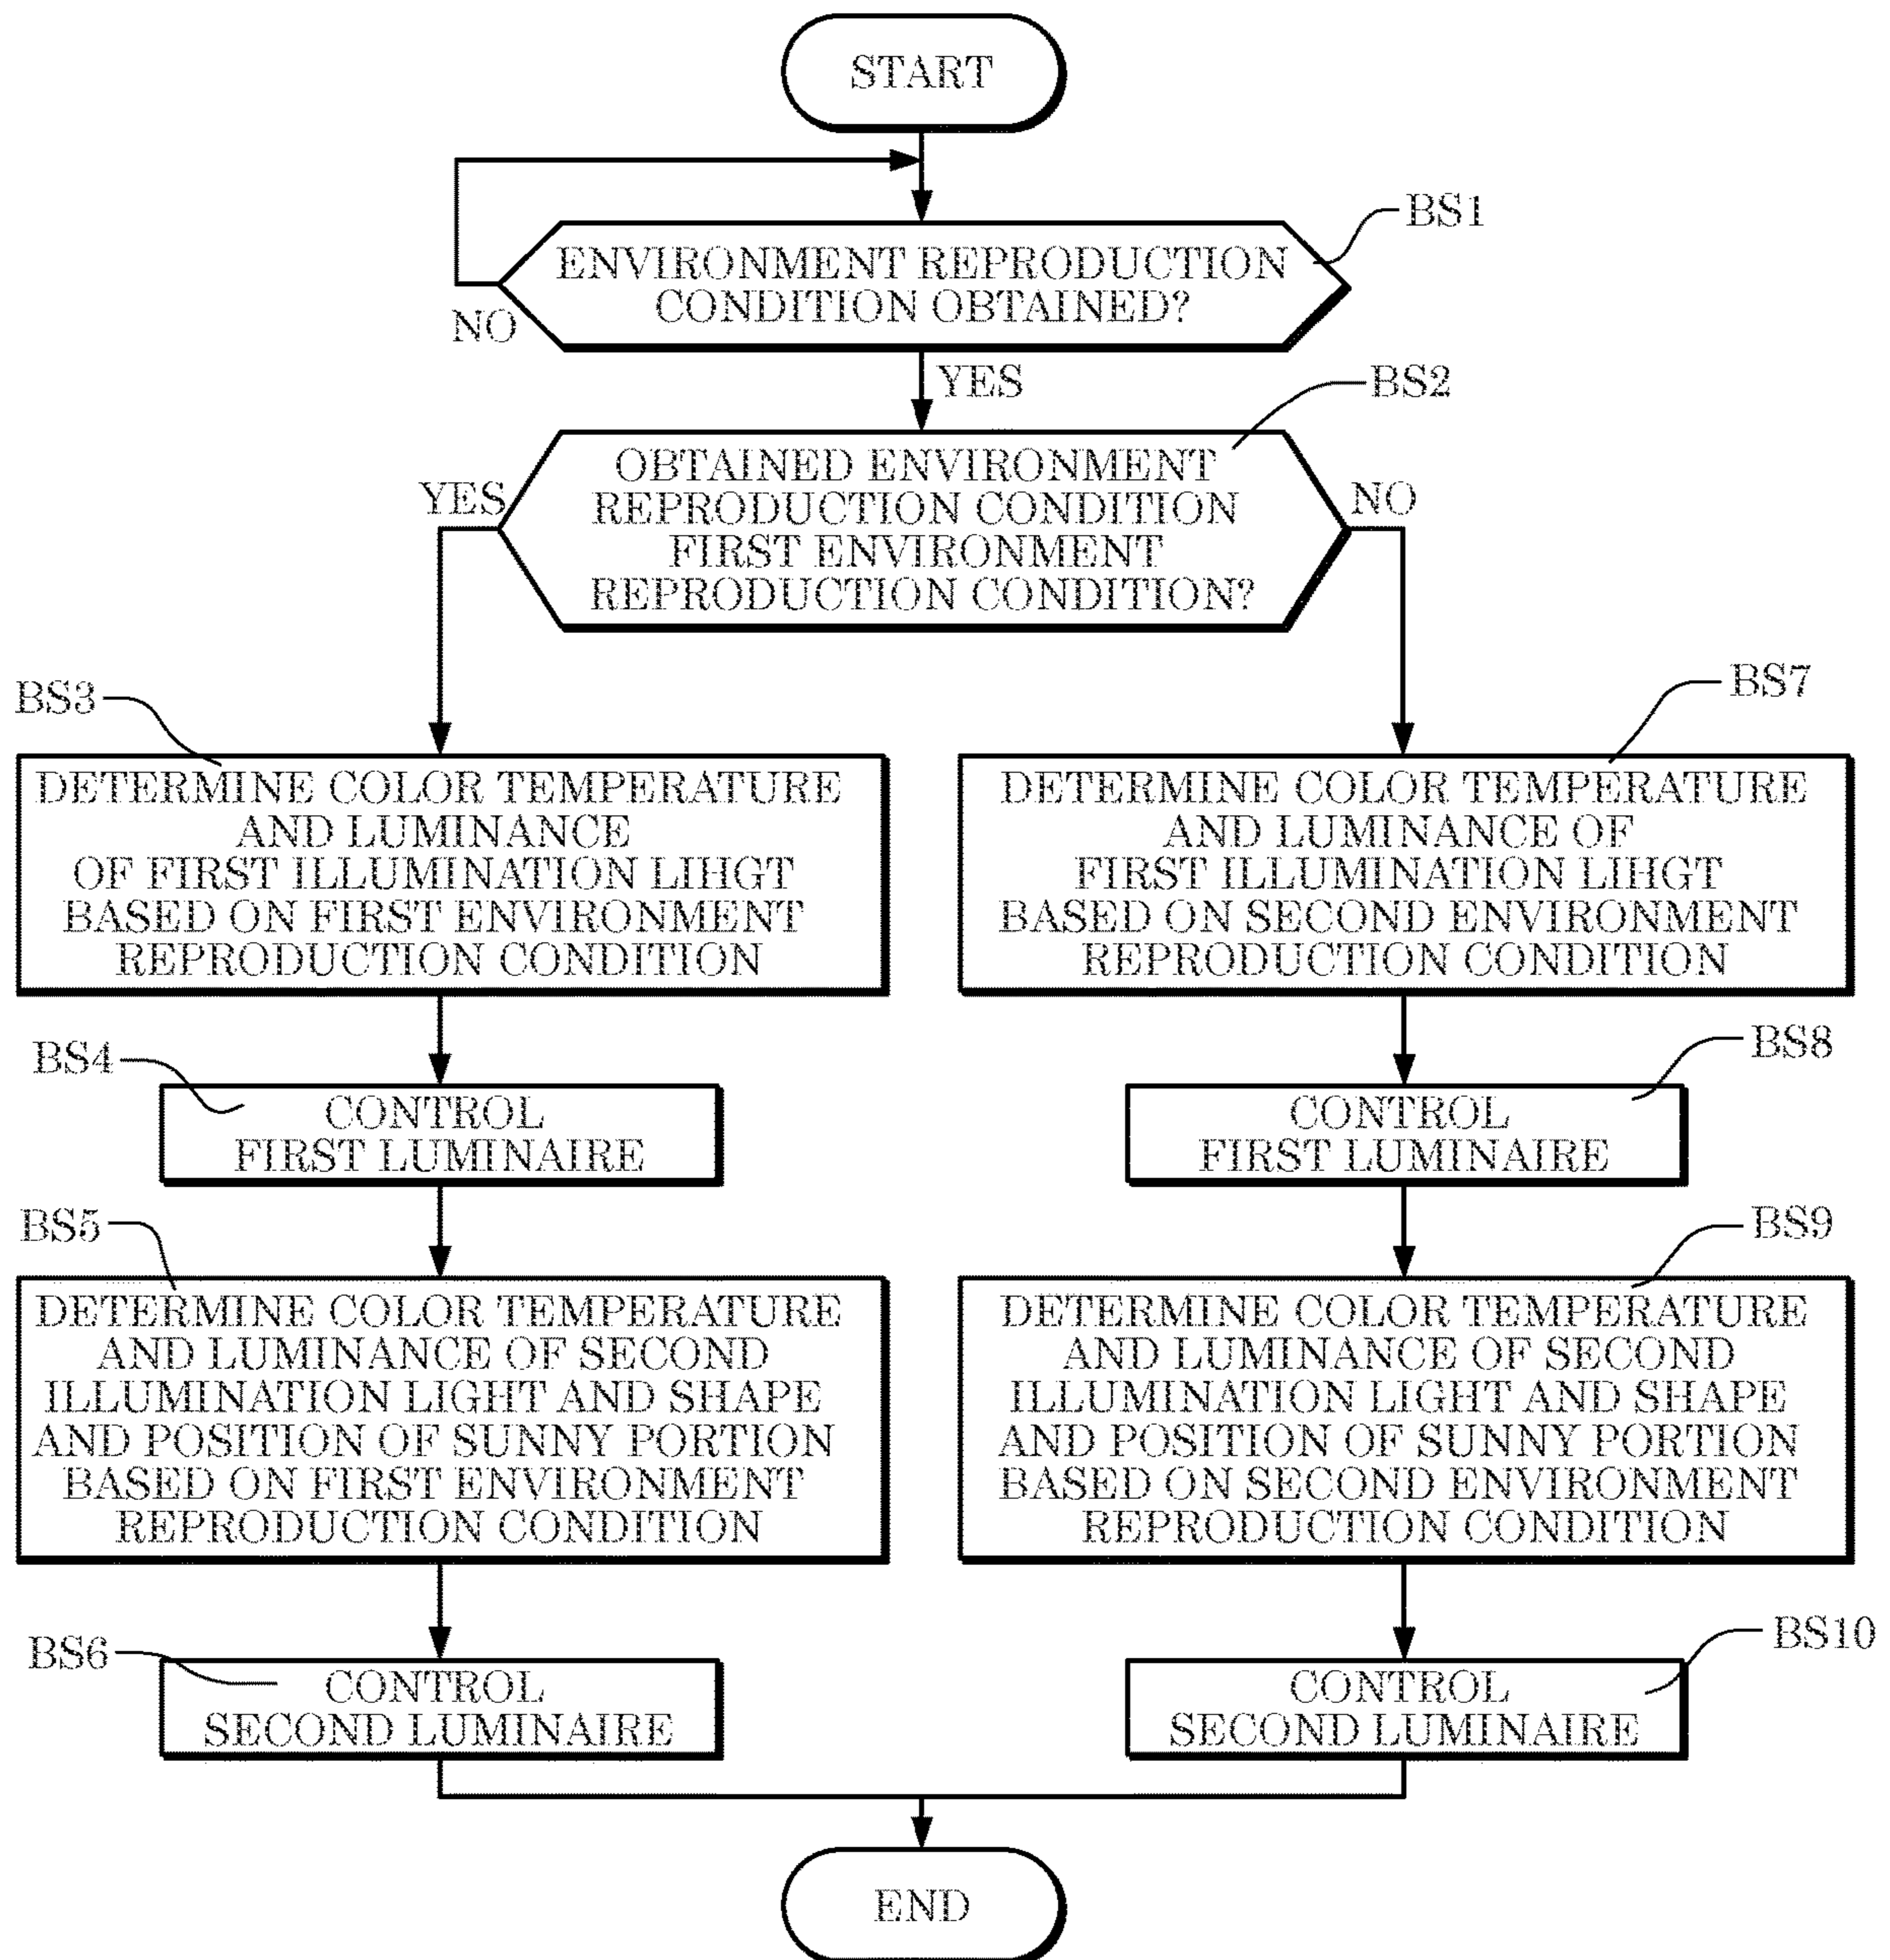 START
BS1
ENVIRONMENT REPRODUCTION
CONDITION OBTAINED?
NO
YES
BS2
OBTAINED ENVIRONMENT
REPRODUCTION CONDITION
FIRST ENVIRONMENT
REPRODUCTION CONDITION?
YES
NO
BS3
DETERMINE COLOR TEMPERATURE
AND LUMINANCE
OF FIRST ILLUMINATION LIHGT
BASED ON FIRST ENVIRONMENT
REPRODUCTION CONDITION
BS4
CONTROL
FIRST LUMINAIRE
BS5
DETERMINE COLOR TEMPERATURE
AND LUMINANCE OF SECOND
ILLUMINATION LIGHT AND SHAPE
AND POSITION OF SUNNY PORTION
BASED ON FIRST ENVIRONMENT
REPRODUCTION CONDITION
BS6
CONTROL
SECOND LUMINAIRE
BS7
DETERMINE COLOR TEMPERATURE
AND LUMINANCE OF
FIRST ILLUMINATION LIHGT
BASED ON SECOND ENVIRONMENT
REPRODUCTION CONDITION
BS8
CONTROL
FIRST LUMINAIRE
BS9
DETERMINE COLOR TEMPERATURE
AND LUMINANCE OF SECOND
ILLUMINATION LIGHT AND SHAPE
AND POSITION OF SUNNY PORTION
BASED ON SECOND ENVIRONMENT
REPRODUCTION CONDITION
BS10
CONTROL
SECOND LUMINAIRE
END